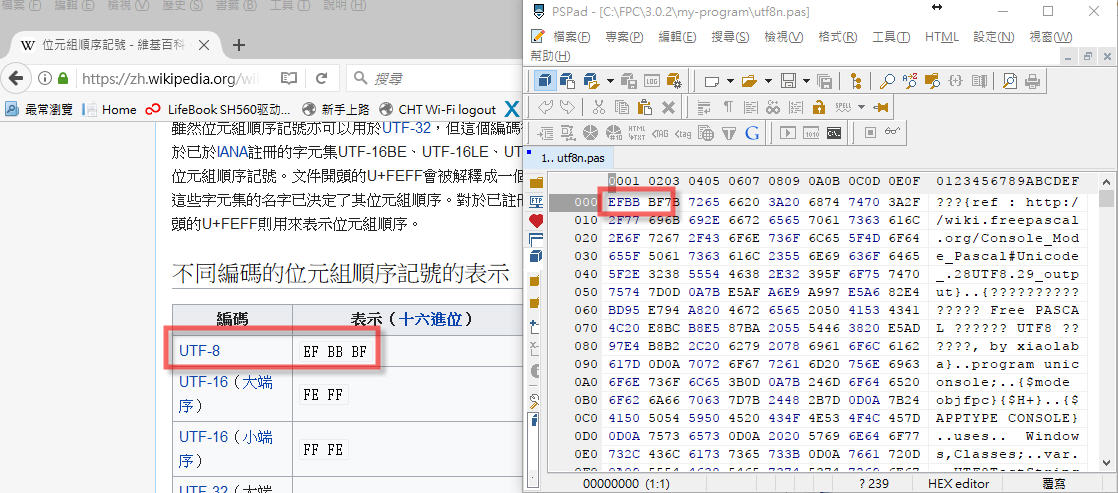 檔案(F) 編輯(E) 檢視(V) 歷史(S) 書籤(B) 工具(T) 說明(H)
位元組順序記號 - 維基百科
https://zh.wikipedia.org/wi
搜尋
最常瀏覽 Home LifeBook SH560驱动... 新手上路 CHT Wi-Fi logout
雖然位元組順序記號亦可以用於UTF-32，但這個編碼
於已於IANA註冊的字元集UTF-16BE、UTF-16LE、UT
位元組順序記號。文件開頭的U+FEFF會被解釋成一個
這些字元集的名字已決定了其位元組順序。對於已註
頭的U+FEFF則用來表示位元組順序。
不同編碼的位元組順序記號的表示
編碼 表示（十六進位）
UTF-8 EF BB BF
UTF-16（大端
序） FE FF
UTF-16（小端
序） FF FE
UTF-32（大端
PSPad - [C:\FPC\3.0.2\my-program\utf8n.pas]
檔案(F) 專案(P) 編輯(E) 搜尋(S) 檢視(V) 格式(R) 工具(T) HTML 設定(N) 視窗(W)
幫助(H)
1.. utf8n.pas
0001 0203 0405 0607 0809 0A0B 0C0D 0E0F 0123456789ABCDEF
000 EFBB BF7B 7265 6620 3A20 6874 7470 3A2F ???{ref : http:/
010 2F77 696B 692E 6672 6565 7061 7363 616C /wiki.freepascal
020 2E6F 7267 2F43 6F6E 736F 6C65 5F4D 6F64 .org/Console_Mod
030 655F 5061 7363 616C 2355 6E69 636F 6465 e_Pascal#Unicode
040 5F2E 3238 5554 4638 2E32 395F 6F75 7470 _.28UTF8.29_outp
050 7574 7D0D 0A7B E5AF A6E9 A997 E5A6 82E4 ut}..{??????????
060 BD95 E794 A820 4672 6565 2050 4153 4341 ????? Free PASCA
070 4C20 E8BC B8E5 87BA 2055 5446 3820 E5AD L ?????? UTF8 ??
080 97E4 B8B2 2C20 6279 2078 6961 6F6C 6162 ????, by xiaolab
090 617D 0D0A 7072 6F67 7261 6D20 756E 6963 a}..program unic
0A0 6F6E 736F 6C65 3B0D 0A7B 246D 6F64 6520 onsole;..{$mode
0B0 6F62 6A66 7063 7D7B 2448 2B7D 0D0A 7B24 objfpc}{$H+}..{$
0C0 4150 5054 5950 4520 434F 4E53 4F4C 457D APPTYPE CONSOLE}
0D0 0D0A 7573 6573 0D0A 2020 5769 6E64 6F77 ..uses.. Window
0E0 732C 436C 6173 7365 733B 0D0A 7661 720D s,Classes;..var.
00000000 (1:1) ? 239 HEX editor 覆寫